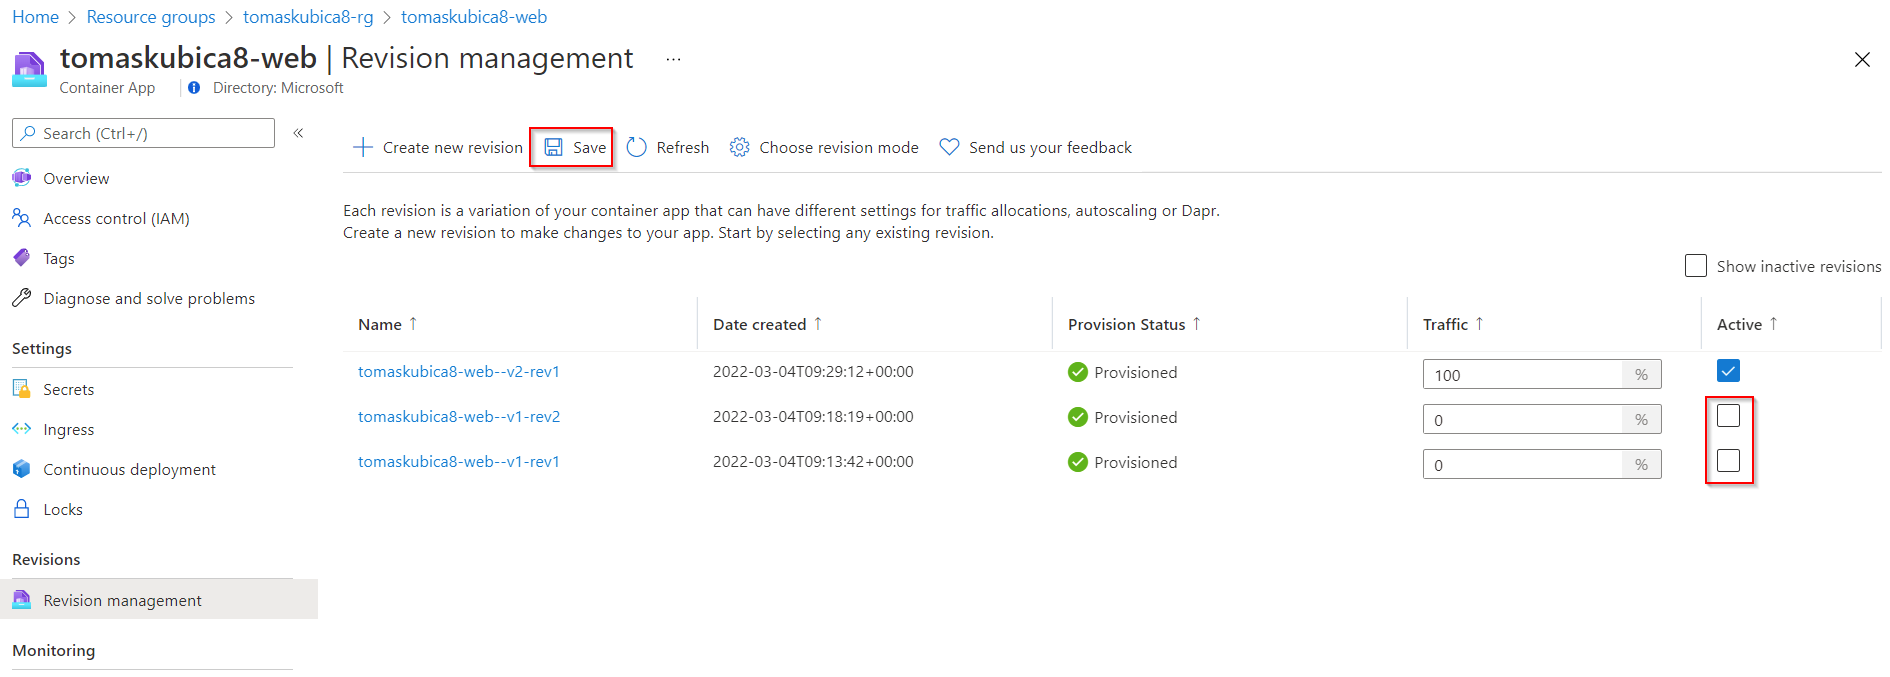 Home > Resource groups > tomaskubica8-rg > tomaskubica8-web
tomaskubica8-web | Revision management ...
Container App Directory: Microsoft
Search (Ctrl+/) «
Create new revision Save Refresh Choose revision mode Send us your feedback
Overview
Access control (IAM)
Tags
Diagnose and solve problems
Settings
Secrets
Ingress
Continuous deployment
Locks
Revisions
Revision management
Monitoring
Each revision is a variation of your container app that can have different settings for traffic allocations, autoscaling or Dapr.
Create a new revision to make changes to your app. Start by selecting any existing revision.
Show inactive revisions
Name ↑ Date created ↑ Provision Status ↑ Traffic ↑ Active ↑
tomaskubica8-web--v2-rev1 2022-03-04T09:29:12+00:00 Provisioned 100 %
tomaskubica8-web--v1-rev2 2022-03-04T09:18:19+00:00 Provisioned 0 %
tomaskubica8-web--v1-rev1 2022-03-04T09:13:42+00:00 Provisioned 0 %